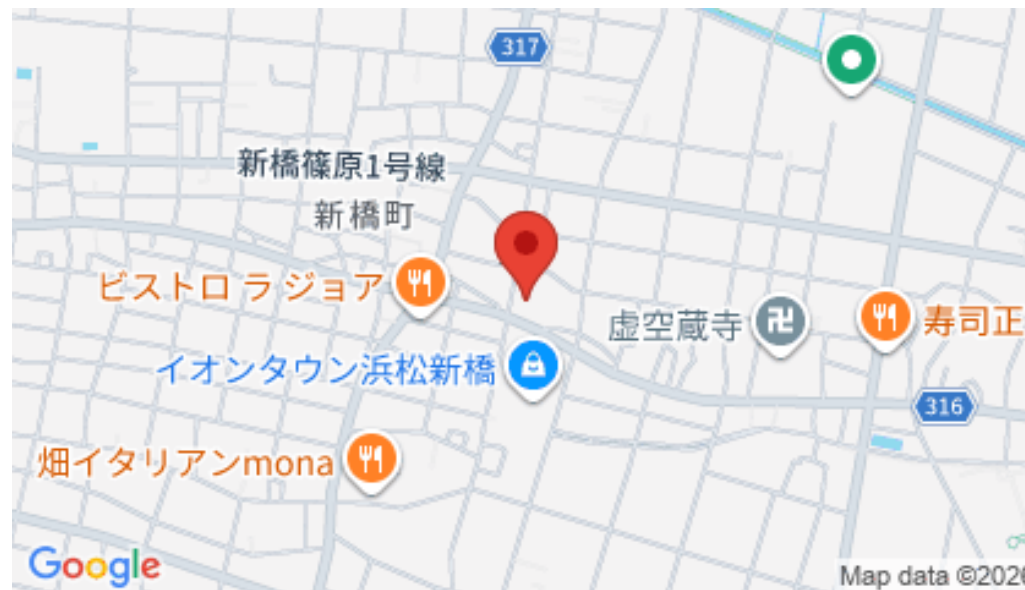 317
新橋篠原1号線
新橋町
ビストロ ラ ジョア
虚空蔵寺
寿司正
イオンタウン浜松新橋
316
畑イタリアンmona
Google
Map data ©2026